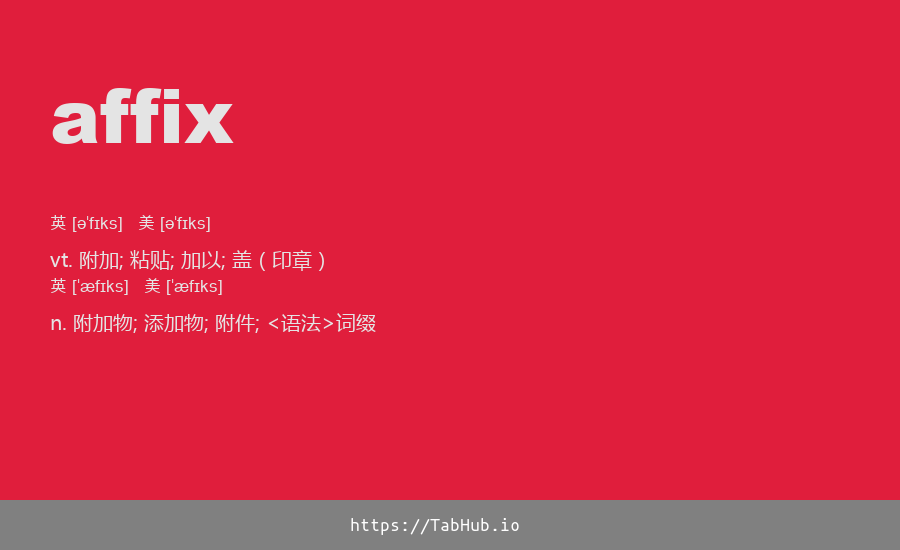 affix
英 [əˈfɪks] 美 [əˈfɪks]
vt. 附加; 粘贴; 加以; 盖 ( 印章 )
英 [ˈæfɪks] 美 [ˈæfɪks]
n. 附加物; 添加物; 附件; <语法>词缀
https://TabHub.io